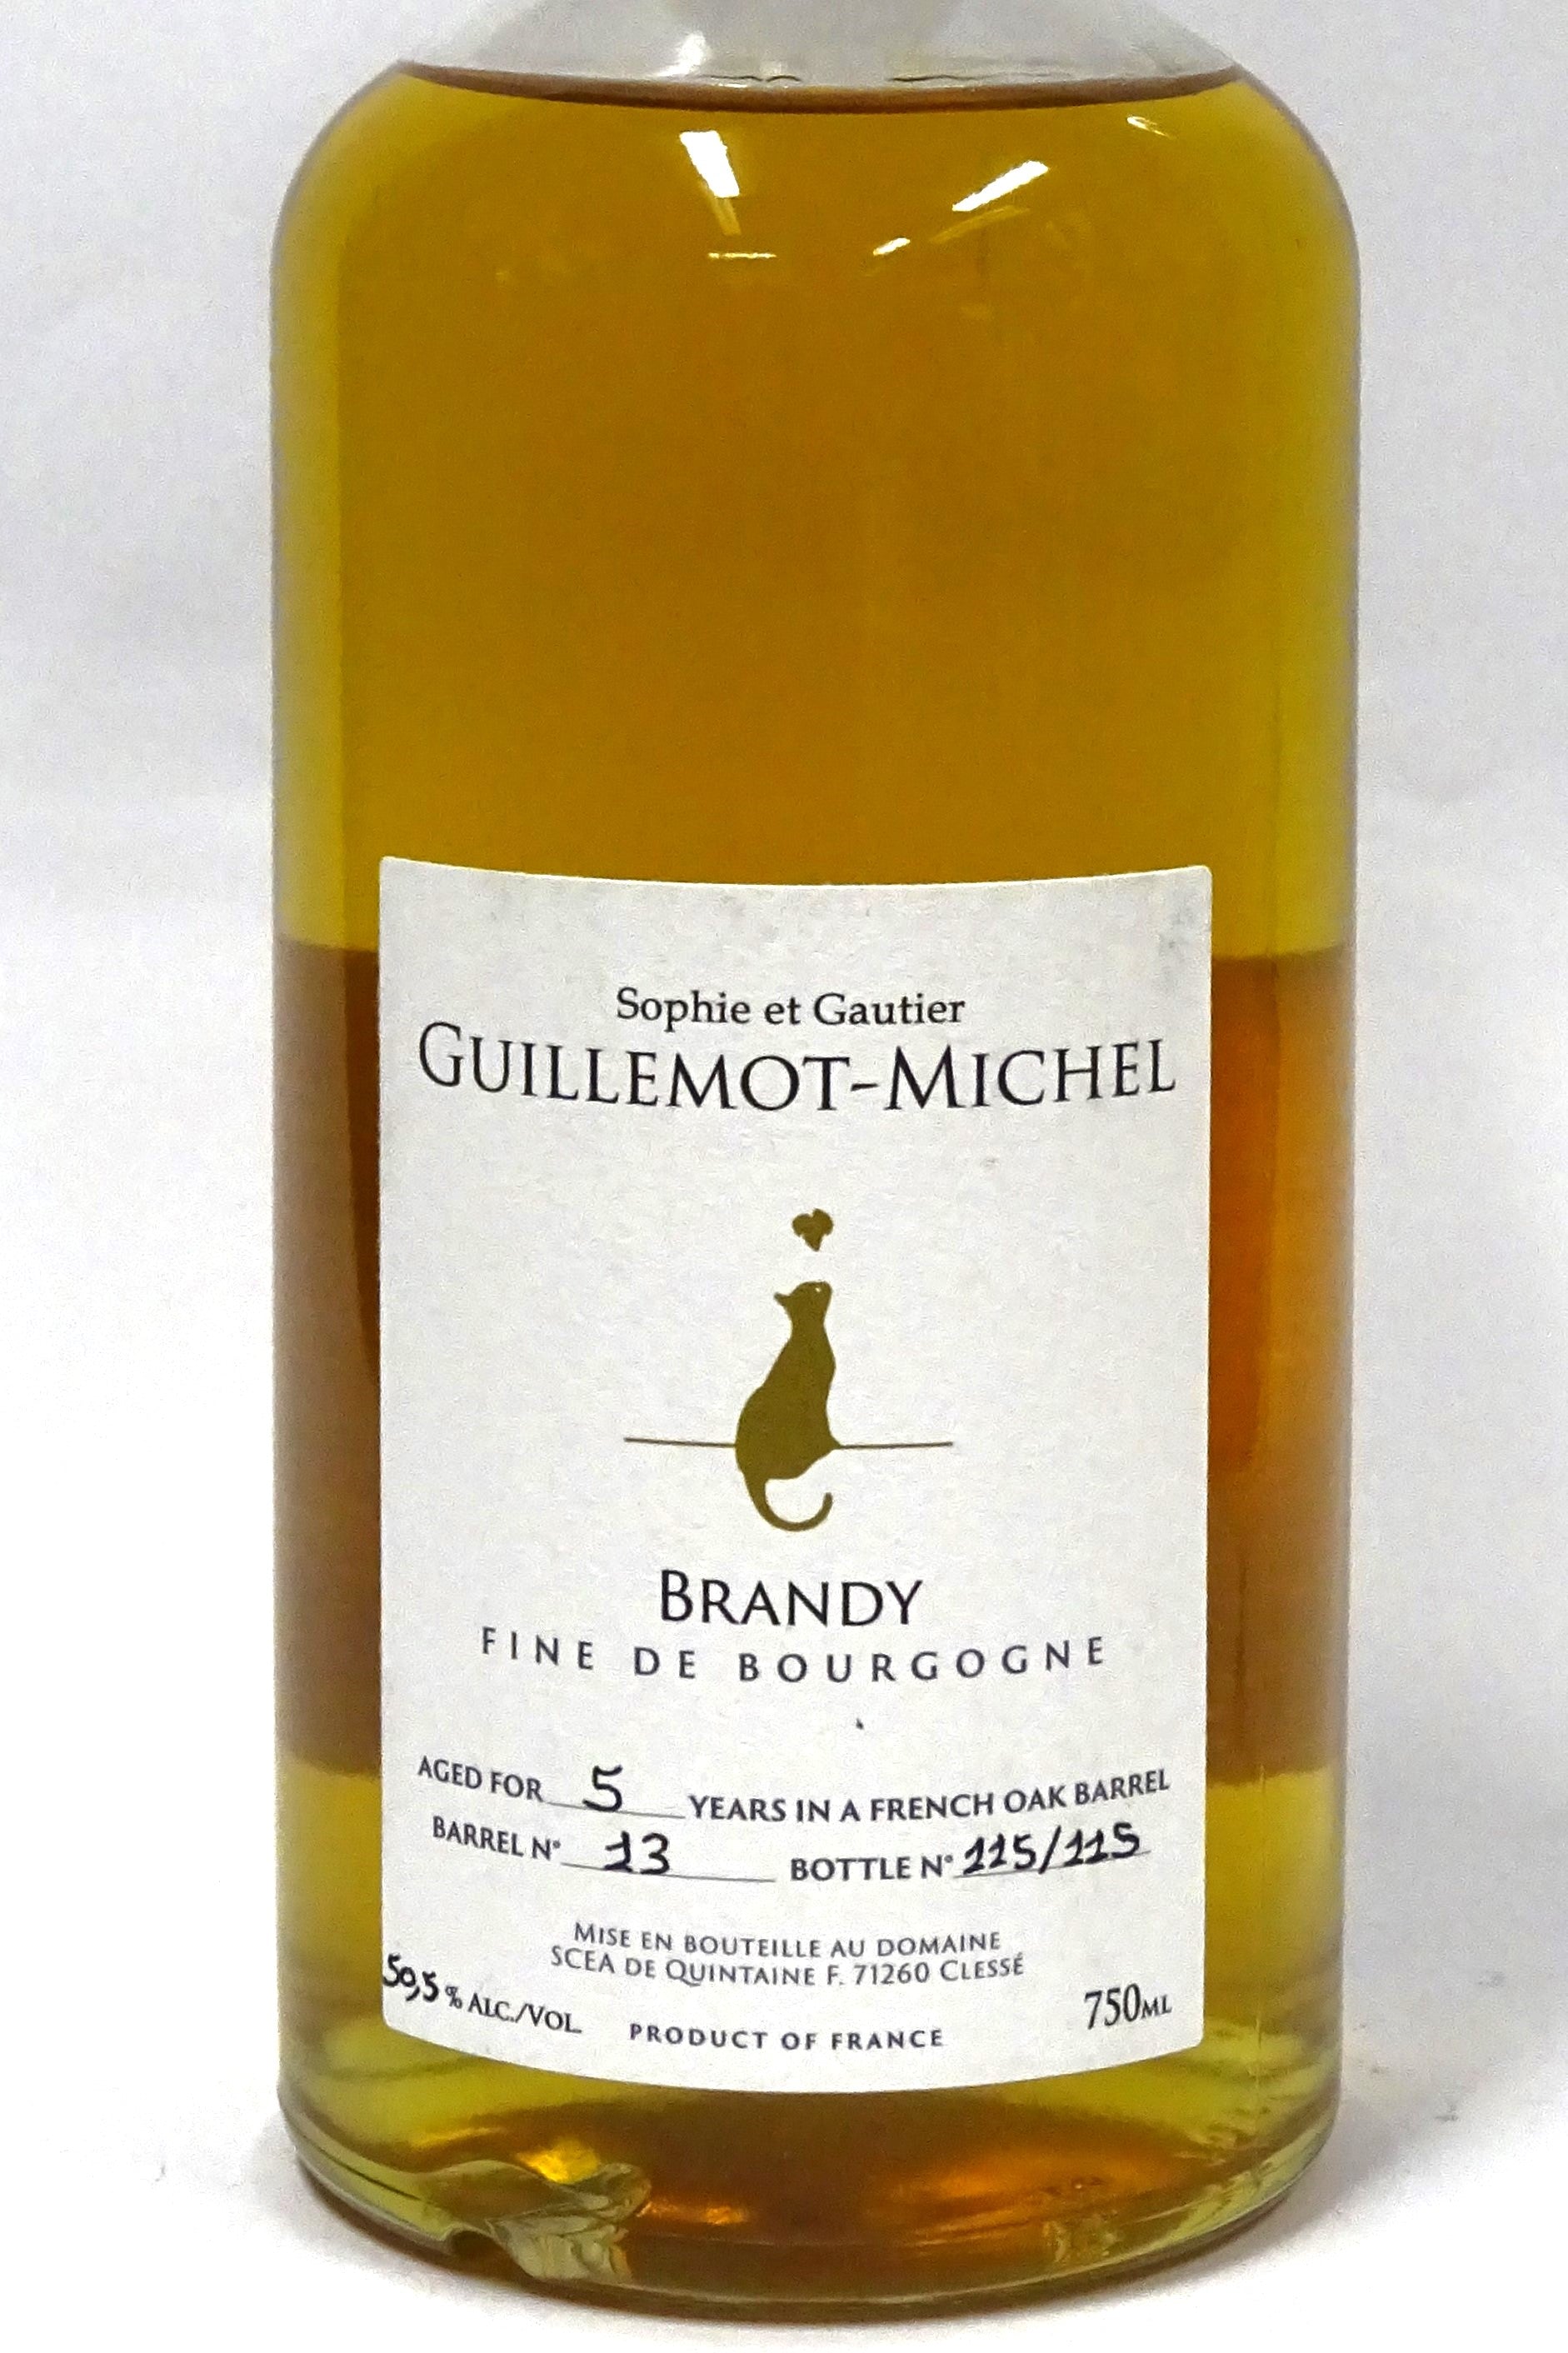 Sophie et Gautier
GUILLEMOT-MICHEL
BRANDY
FINE DE BOURGOGNE
AGED FOR 5 YEARS IN A FRENCH OAK BARREL
BARREL N° 13 BOTTLE N° 115/115
MISE EN BOUTEILLE AU DOMAINE
SCEA DE QUINTAINE F. 71260 CLESSÉ
50,5 % ALC./VOL. PRODUCT OF FRANCE 750ML